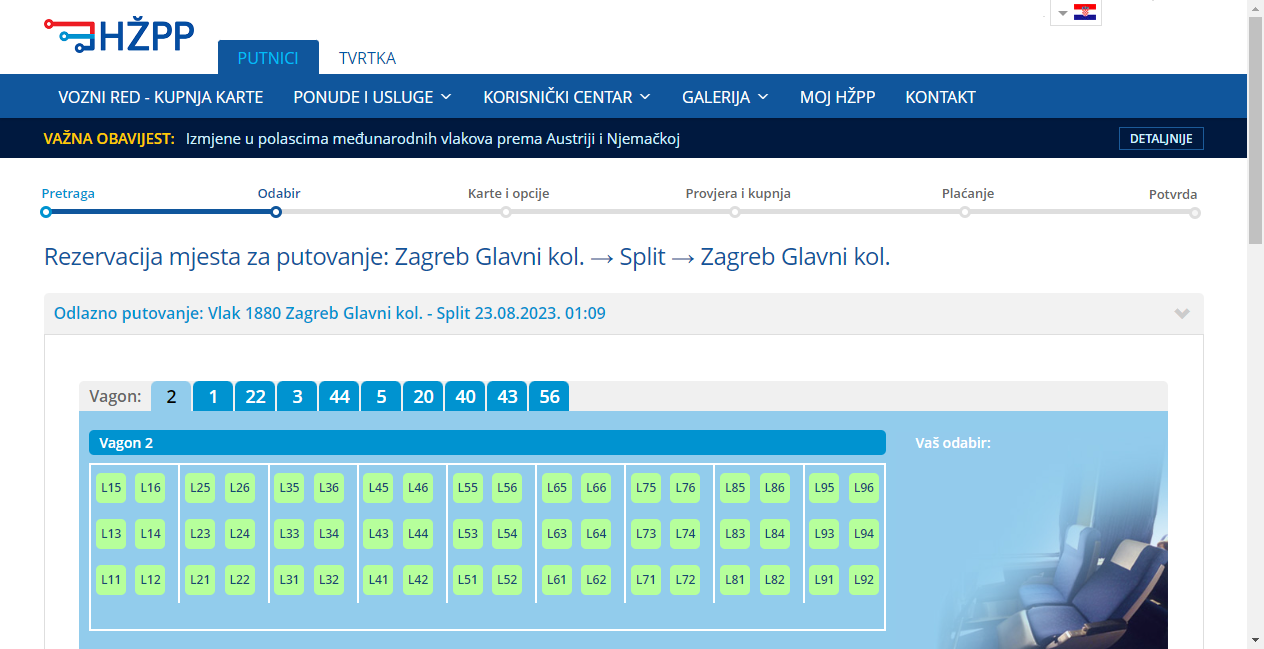 HŽPP
PUTNICI TVRTKA
VOZNI RED - KUPNJA KARTE PONUDE I USLUGE KORISNIČKI CENTAR GALERIJA MOJ HŽPP KONTAKT
VAŽNA OBAVIJEST: Izmjene u polascima međunarodnih vlakova prema Austriji i Njemačkoj DETALJNIJE
Pretraga Odabir Karte i opcije Provjera i kupnja Plaćanje Potvrda
Rezervacija mjesta za putovanje: Zagreb Glavni kol. → Split → Zagreb Glavni kol.
Odlazno putovanje: Vlak 1880 Zagreb Glavni kol. - Split 23.08.2023. 01:09
Vagon: 2 1 22 3 44 5 20 40 43 56
Vagon 2 Vaš odabir:
L15 L16 L25 L26 L35 L36 L45 L46 L55 L56 L65 L66 L75 L76 L85 L86 L95 L96
L13 L14 L23 L24 L33 L34 L43 L44 L53 L54 L63 L64 L73 L74 L83 L84 L93 L94
L11 L12 L21 L22 L31 L32 L41 L42 L51 L52 L61 L62 L71 L72 L81 L82 L91 L92